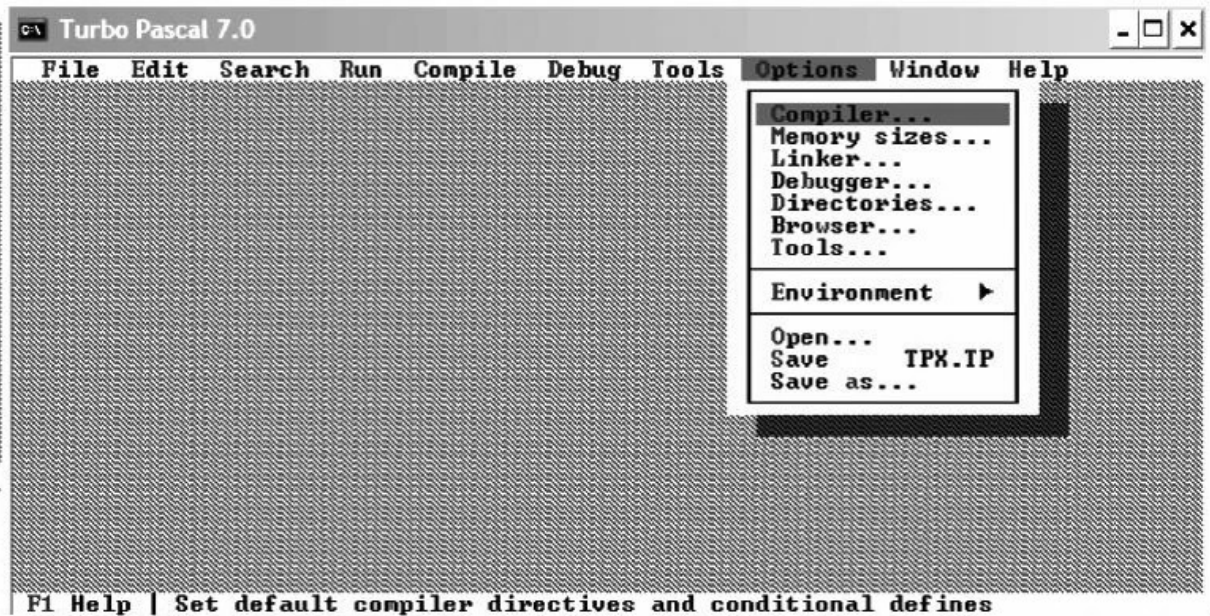 Turbo Pascal 7.0
File Edit Search Run Compile Debug Tools Options Window Help
Compiler...
Memory sizes...
Linker...
Debugger...
Directories...
Browser...
Tools...
Environment
Open...
Save TPX.TP
Save as...
F1 Help | Set default compiler directives and conditional defines